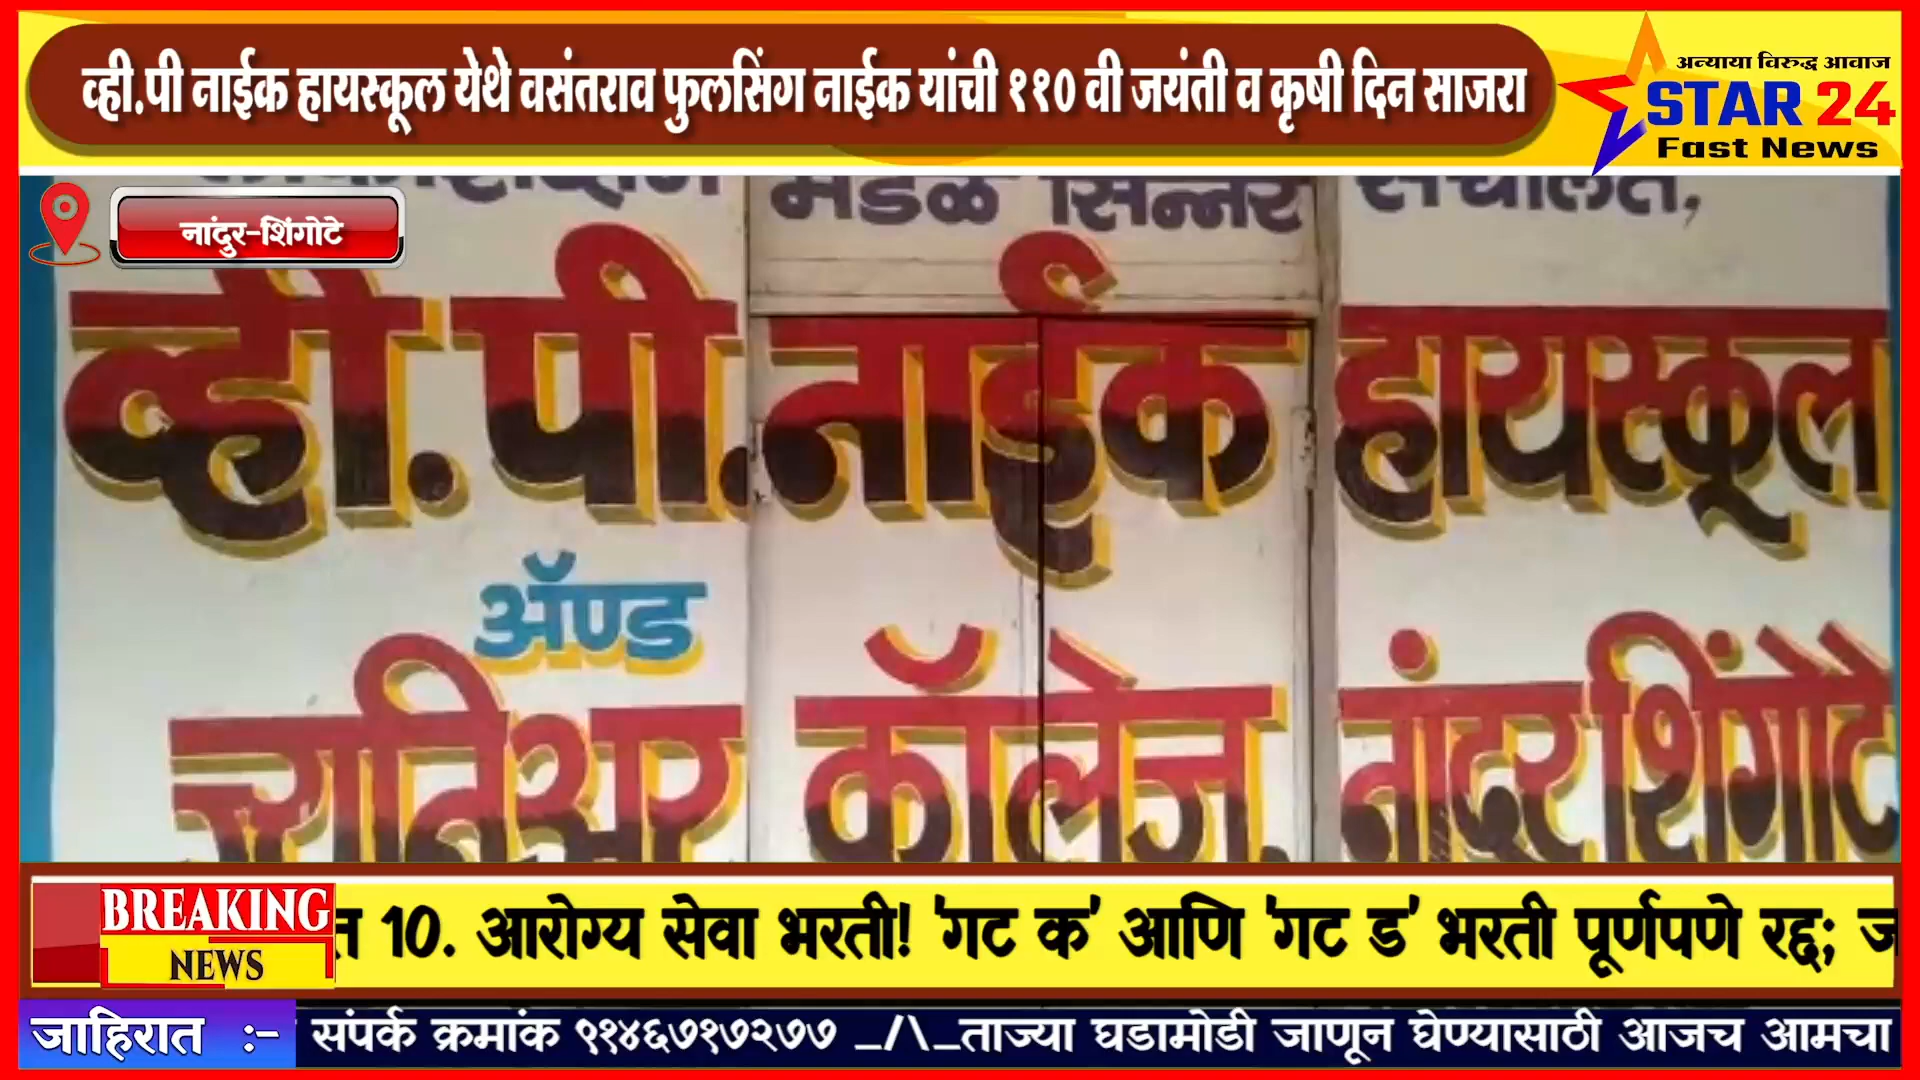 व्ही.पी नाईक हायस्कूल येथे वसंतराव फुलसिंग नाईक यांची ११० वी जयंती व कृषी दिन साजरा
अन्याया विरुद्ध आवाज
STAR 24
Fast News
नांदुर-शिंगोटे
मंडळ सिन्नर संचालित,
व्ही.पी.नाईक हायस्कूल
ॲण्ड
ज्युनिअर कॉलेज, नांदुरशिंगोटे
BREAKING
NEWS
10. आरोग्य सेवा भरती! 'गट क' आणि 'गट ड' भरती पूर्णपणे रद्द;
जाहिरात :-
संपर्क क्रमांक ९१४६७१७२७७ _/\_ताज्या घडामोडी जाणून घेण्यासाठी आजच आमचा